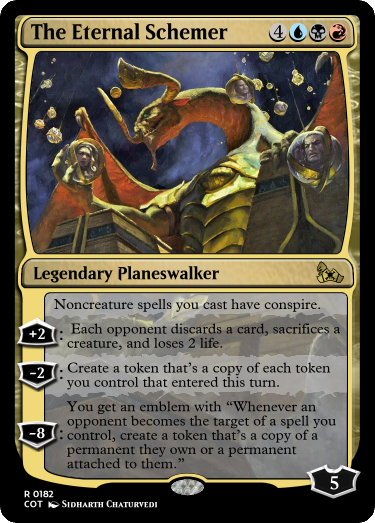 The Eternal Schemer 4
Legendary Planeswalker
Noncreature spells you cast have conspire.
+2: Each opponent discards a card, sacrifices a
creature, and loses 2 life.
-2: Create a token that's a copy of each token
you control that entered this turn.
You get an emblem with “Whenever an
opponent becomes the target of a spell you
-8: control, create a token that's a copy of a
permanent they own or a permanent
attached to them.”
5
R 0182
COT Sidharth Chaturvedi